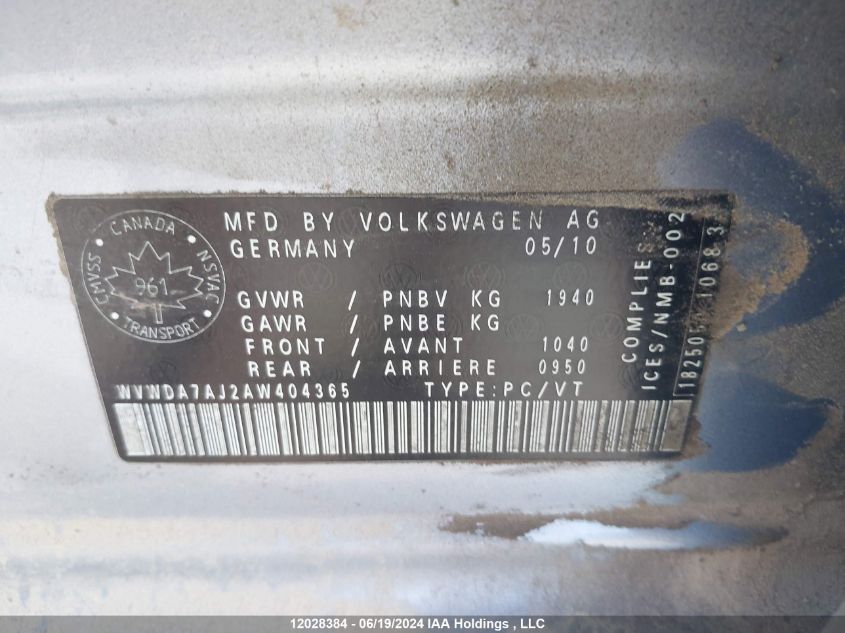 CANADA
CMVSS
NSVAC
961
TRANSPORT
MFD BY VOLKSWAGEN AG
GERMANY 05/10
GVWR / PNBV KG 1940
GAWR / PNBE KG
FRONT / AVANT 1040
REAR / ARRIERE 0950
WVWDA7AJ2AW404365 TYPE:PC/VT
COMPLIES
ICES/NMB-002
12028384 - 06/19/2024 IAA Holdings , LLC